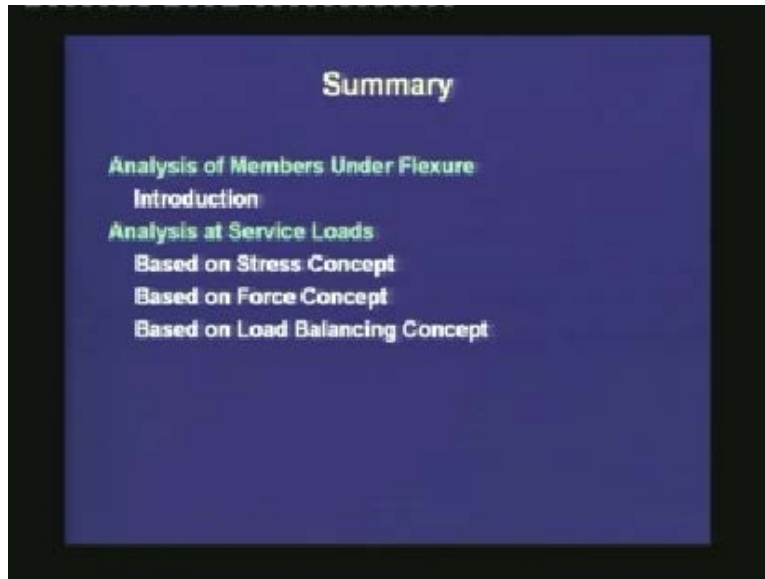 Summary
Analysis of Members Under Flexure
Introduction
Analysis at Service Loads
Based on Stress Concept
Based on Force Concept
Based on Load Balancing Concept